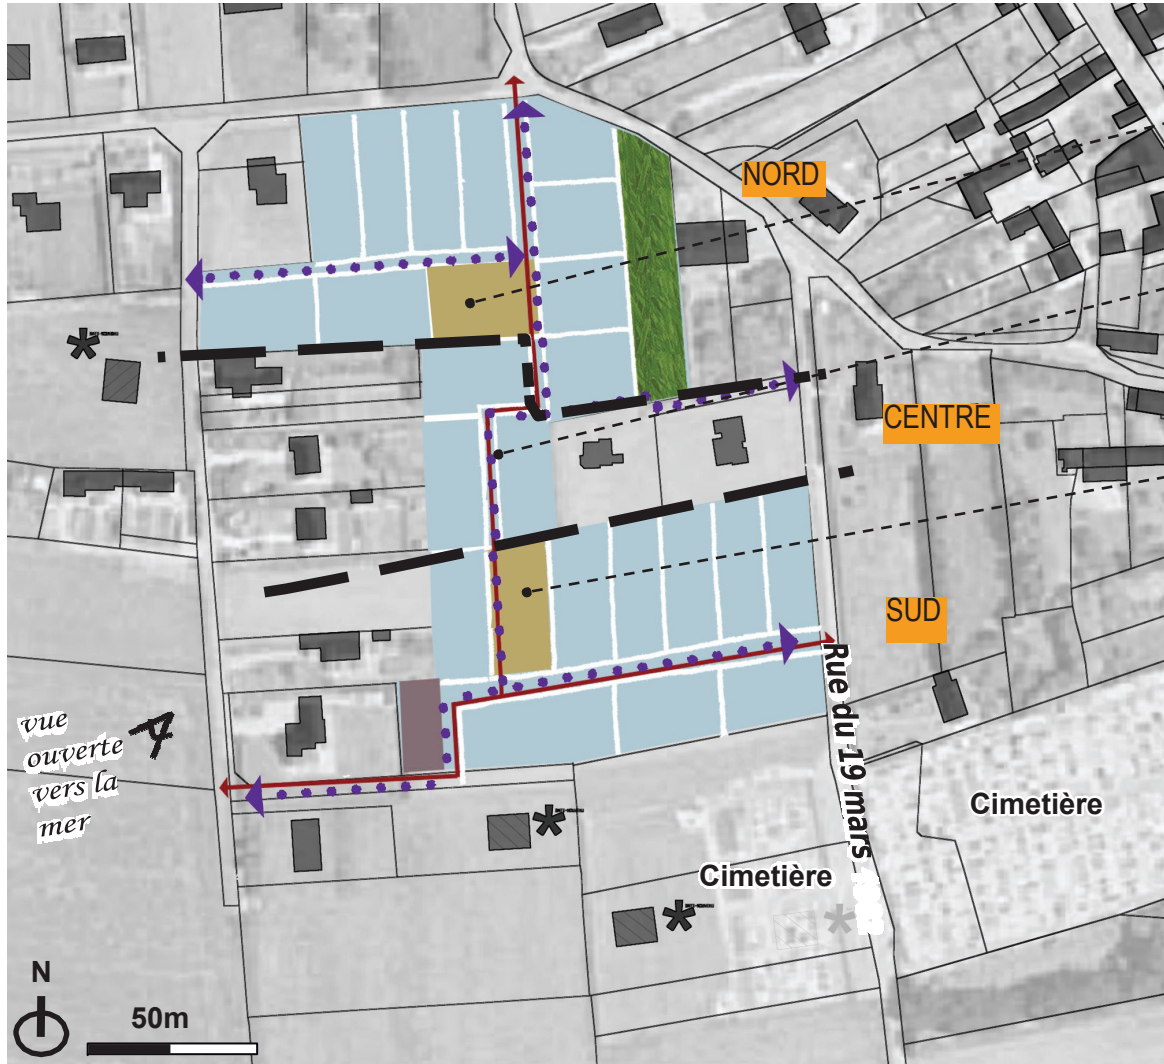 NORD
CENTRE
SUD
Rue du 19 mars
vue
ouverte
vers la
mer
Cimetière
Cimetière
N
50m